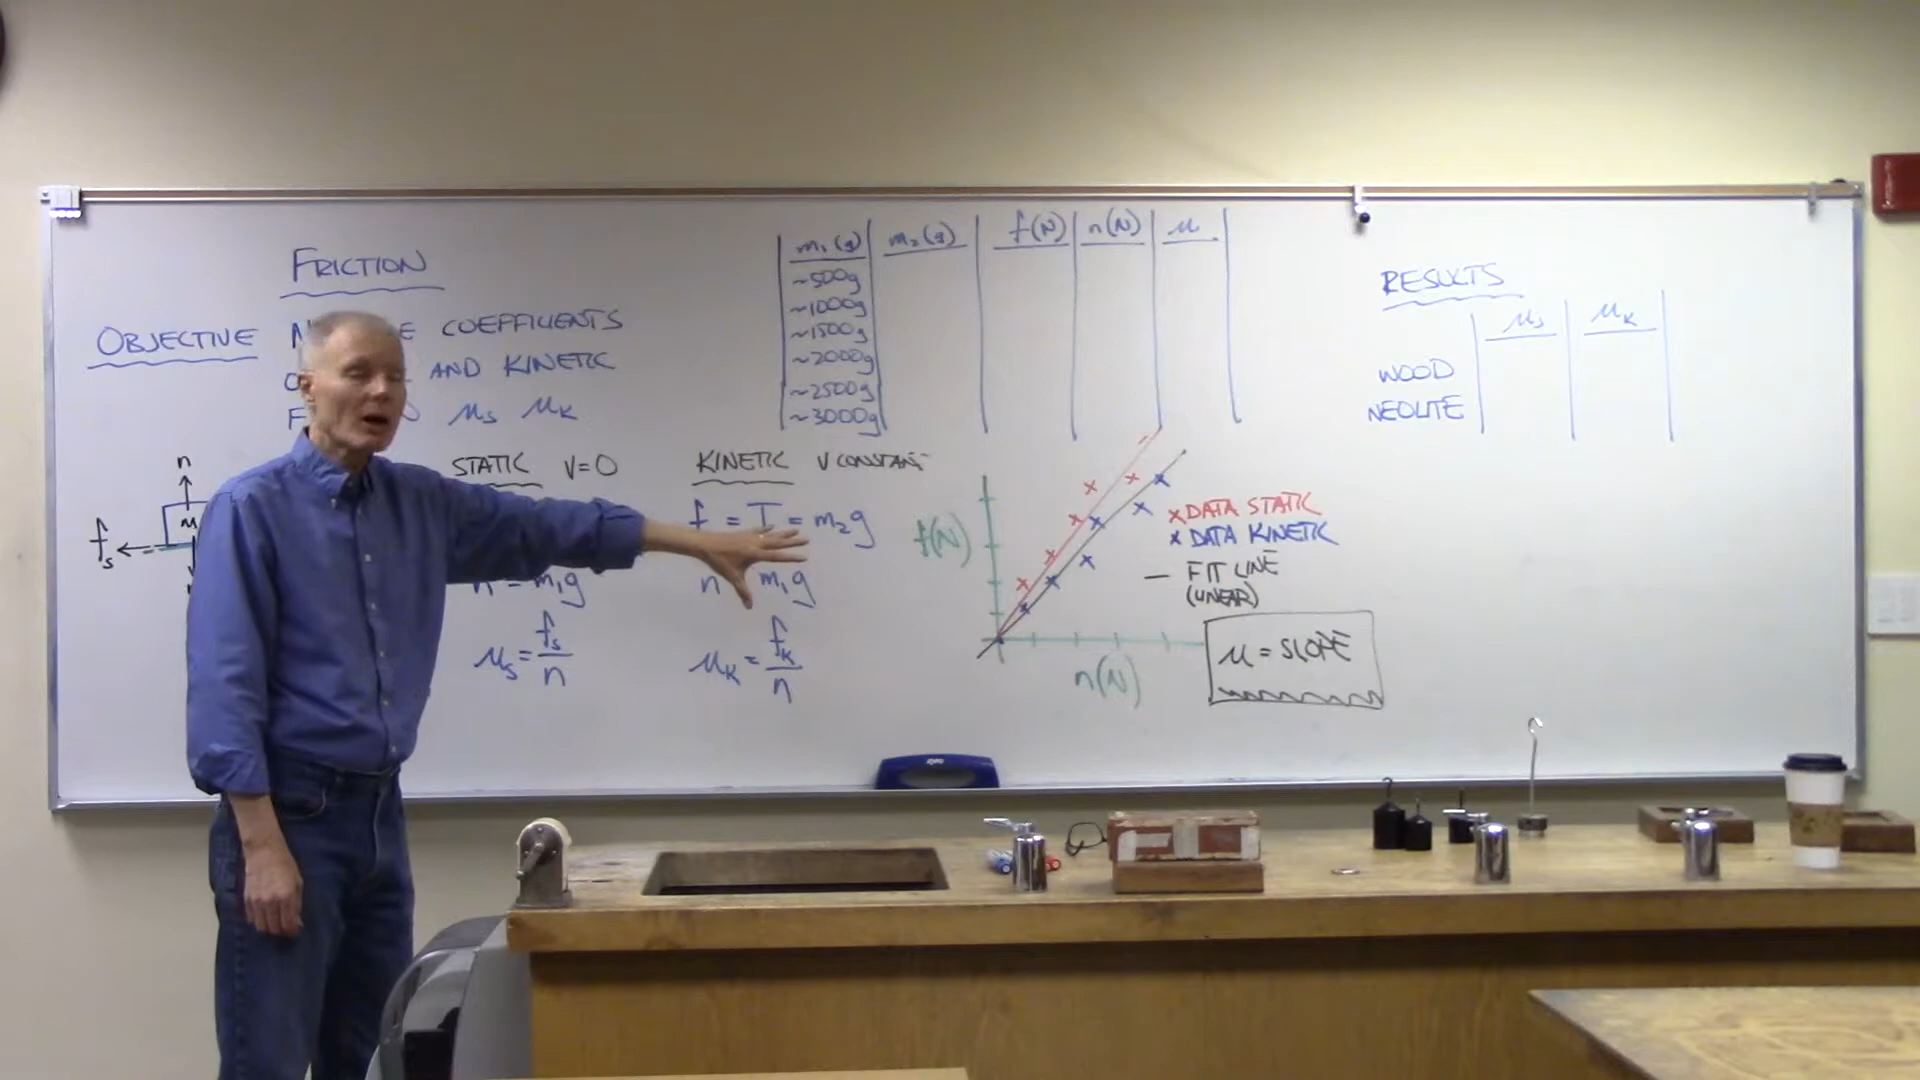 FRICTION
OBJECTIVE COEFFICIENTS
AND KINETIC
μs μk
n
fs
STATIC V=0
n = m₁g
μs = fs/n
KINETIC V CONSTANT
f = T = m₂g
n m₁g
μk = fk/n
m₁(g) m₂(g) f(N) n(N) μ
~500g
~1000g
~1500g
~2000g
~2500g
~3000g
f(N)
n(N)
x DATA STATIC
x DATA KINETIC
— FIT LINE
(LINEAR)
μ = SLOPE
RESULTS
μs μk
WOOD
NEOLITE